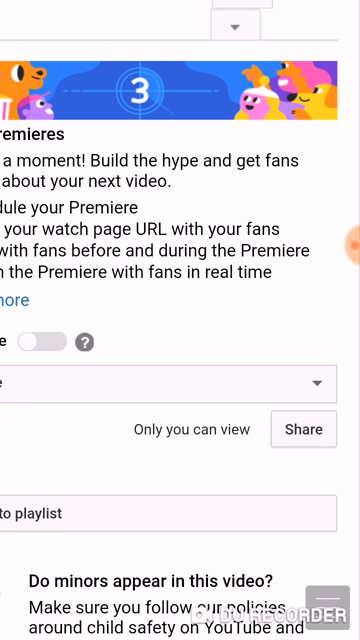 3
remieres
a moment! Build the hype and get fans
about your next video.
dule your Premiere
your watch page URL with your fans
with fans before and during the Premiere
h the Premiere with fans in real time
more
e ?
e
Only you can view Share
to playlist
Do minors appear in this video?
Make sure you follow our policies
DU RECORDER
around child safety on YouTube and